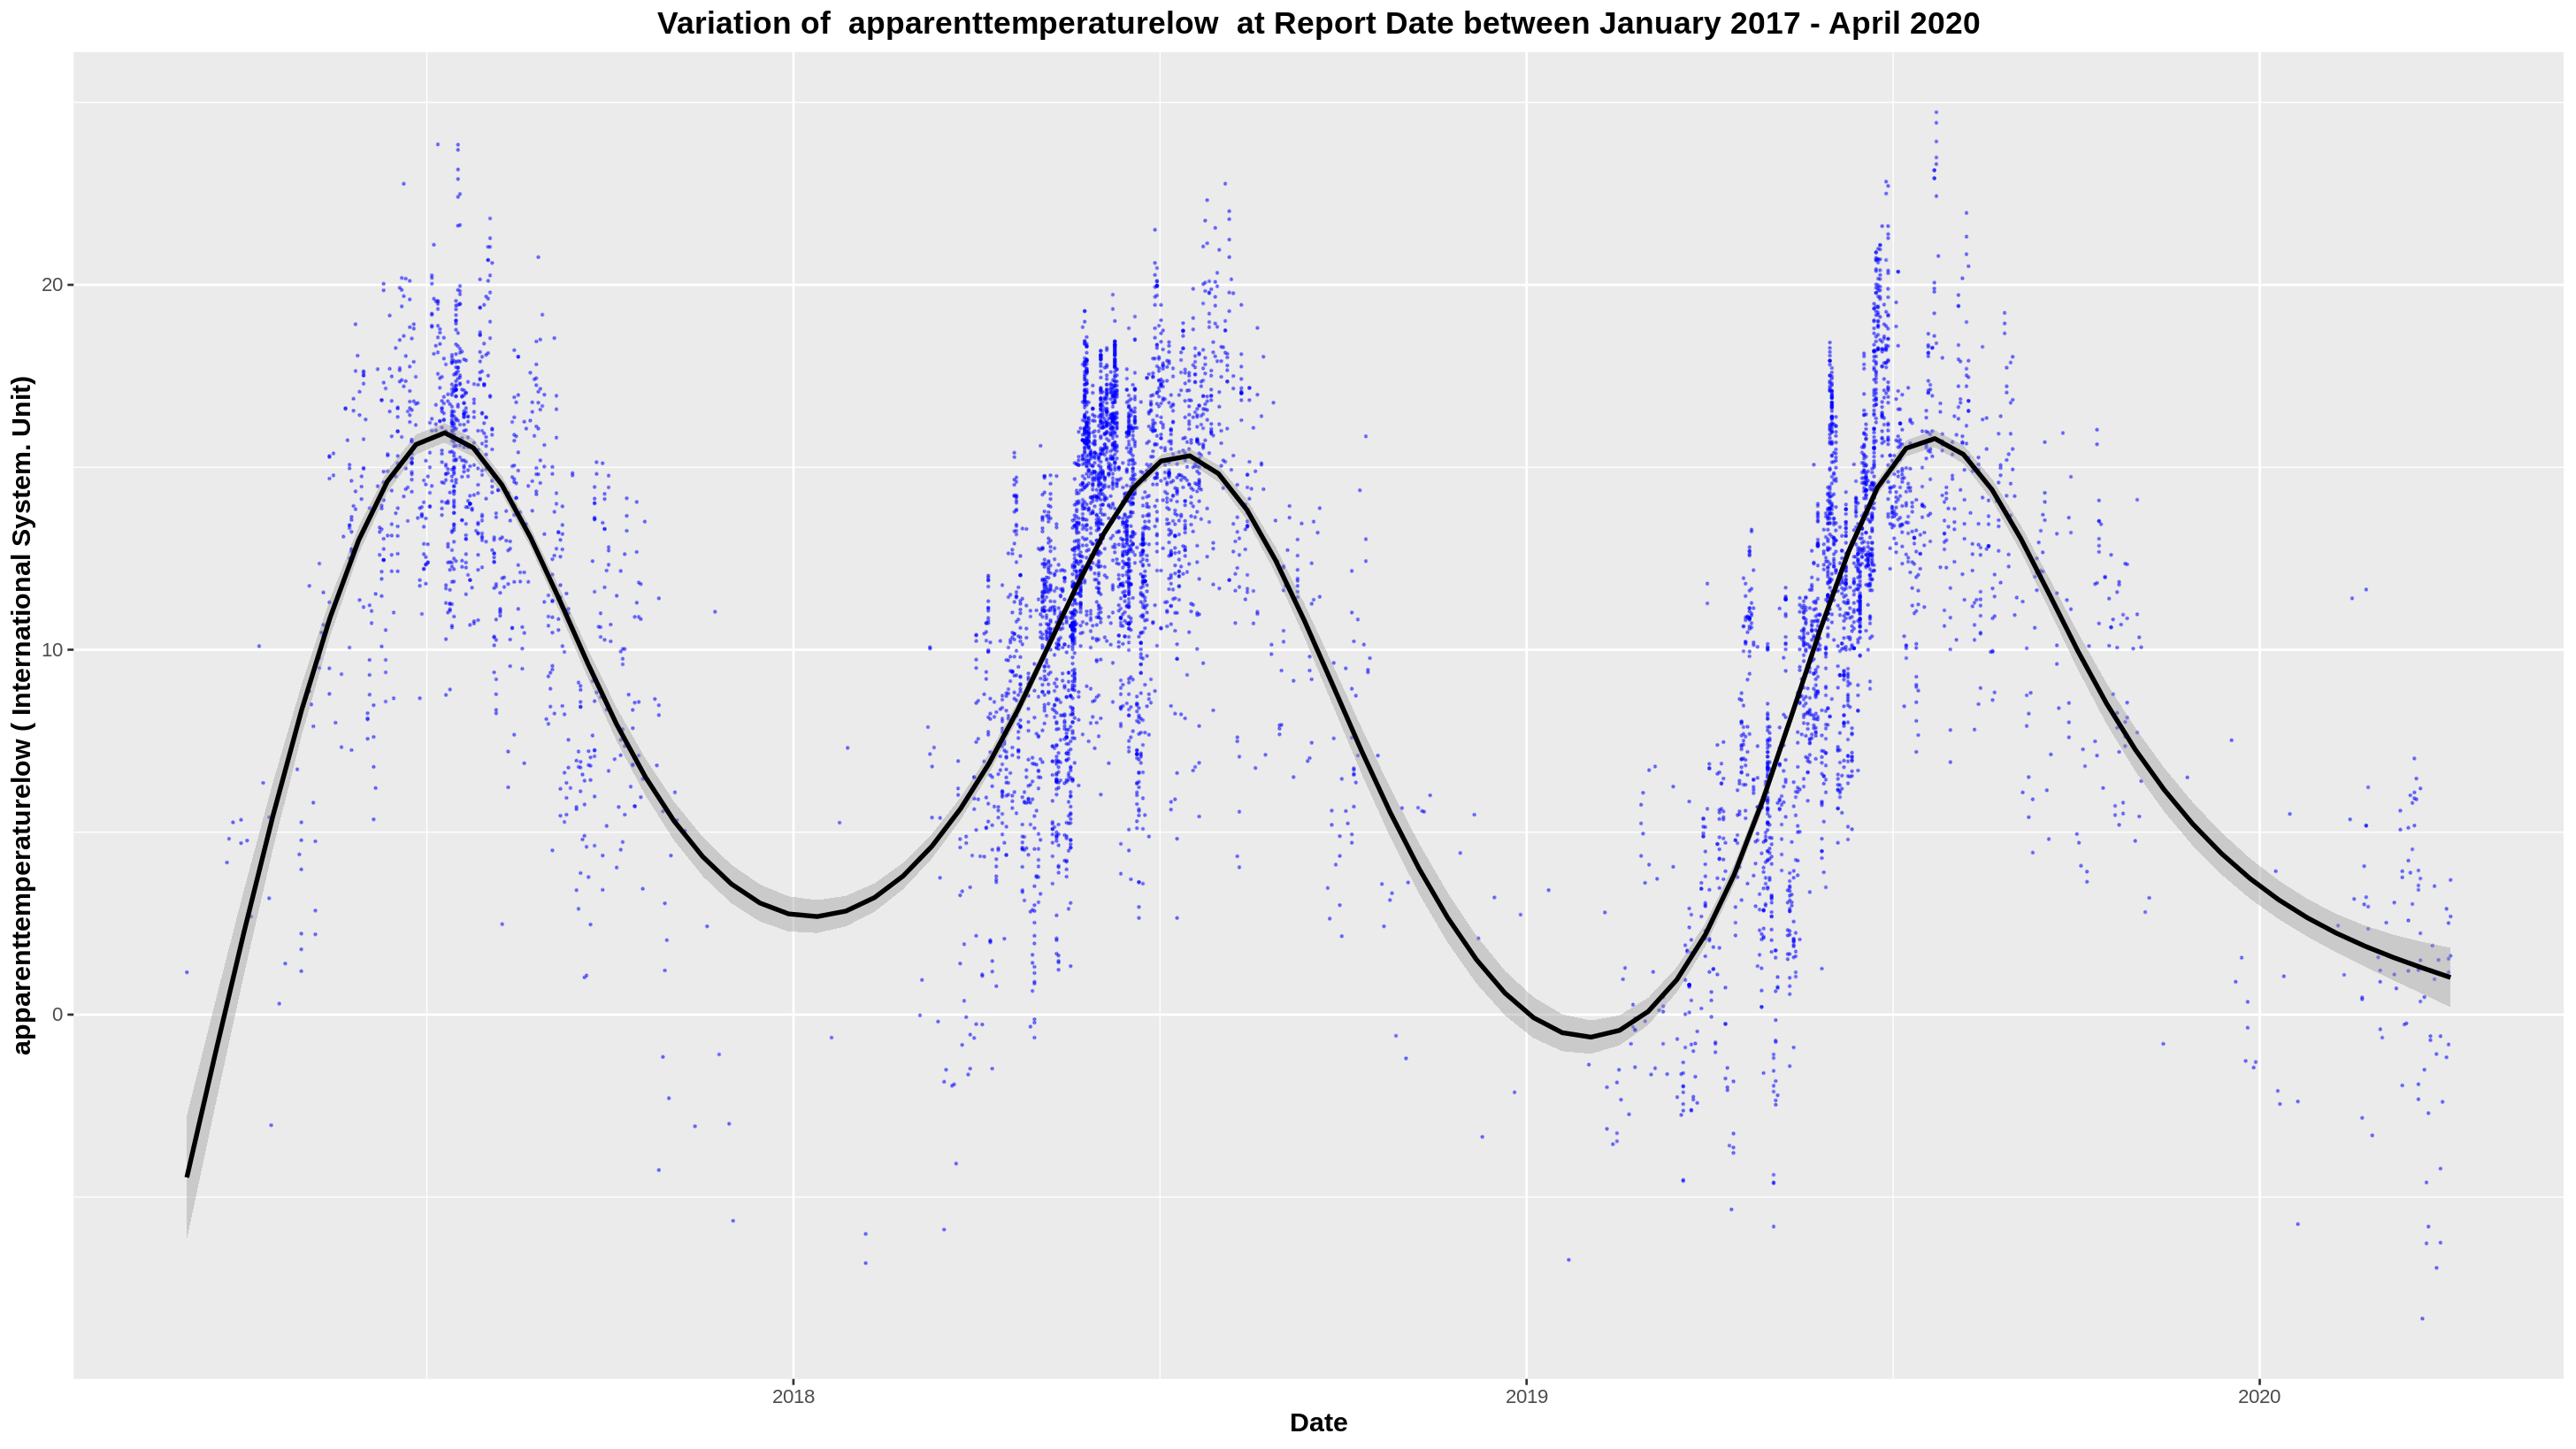 Variation of  apparenttemperaturelow  at Report Date between January 2017 - April 2020
apparenttemperaturelow ( International System. Unit)
20
10
0
2018
2019
2020
Date